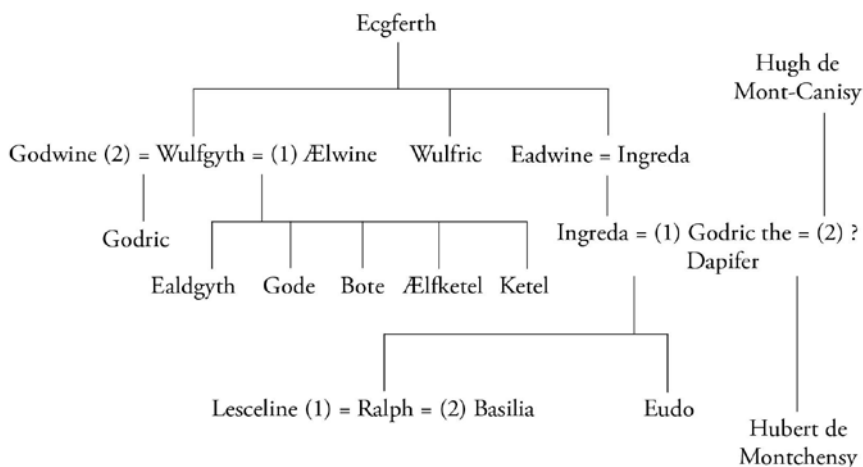 Ecgferth
Hugh de
Mont-Canisy
Godwine (2) = Wulfgyth = (1) Ælwine Wulfric Eadwine = Ingreda
Godric
Ingreda = (1) Godric the = (2) ?
Dapifer
Ealdgyth Gode Bote Ælfketel Ketel
Lesceline (1) = Ralph = (2) Basilia Eudo
Hubert de
Montchensy